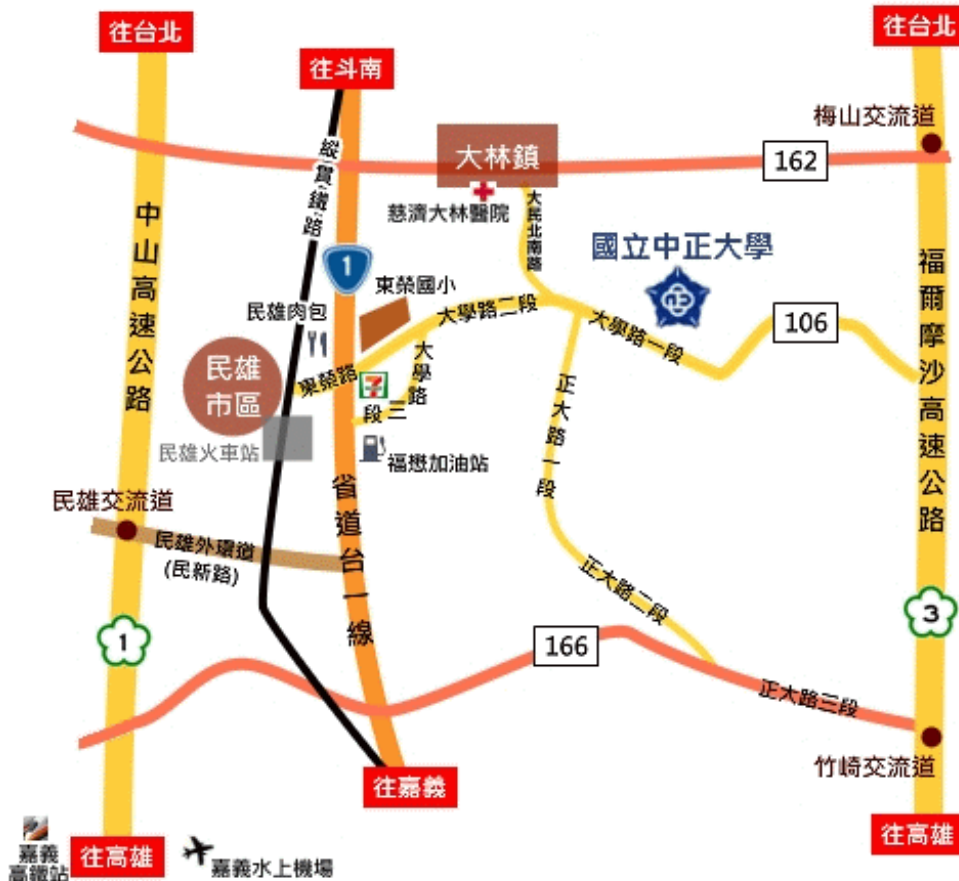 往台北
往台北
往斗南
梅山交流道
162
大林鎮
縱貫鐵路
慈濟大林醫院
大民北南路
中山高速公路
國立中正大學
福爾摩沙高速公路
1
東榮國小
民雄肉包
大學路二段
大學路一段
106
民雄
市區
東榮路
7
ELEVEN
大學路
三段
正大路一段
民雄火車站
福懋加油站
省道台一線
民雄交流道
民雄外環道
(民新路)
正大路二段
3
1
166
正大路三段
竹崎交流道
往嘉義
往高雄
嘉義
高鐵站
往高雄
嘉義水上機場